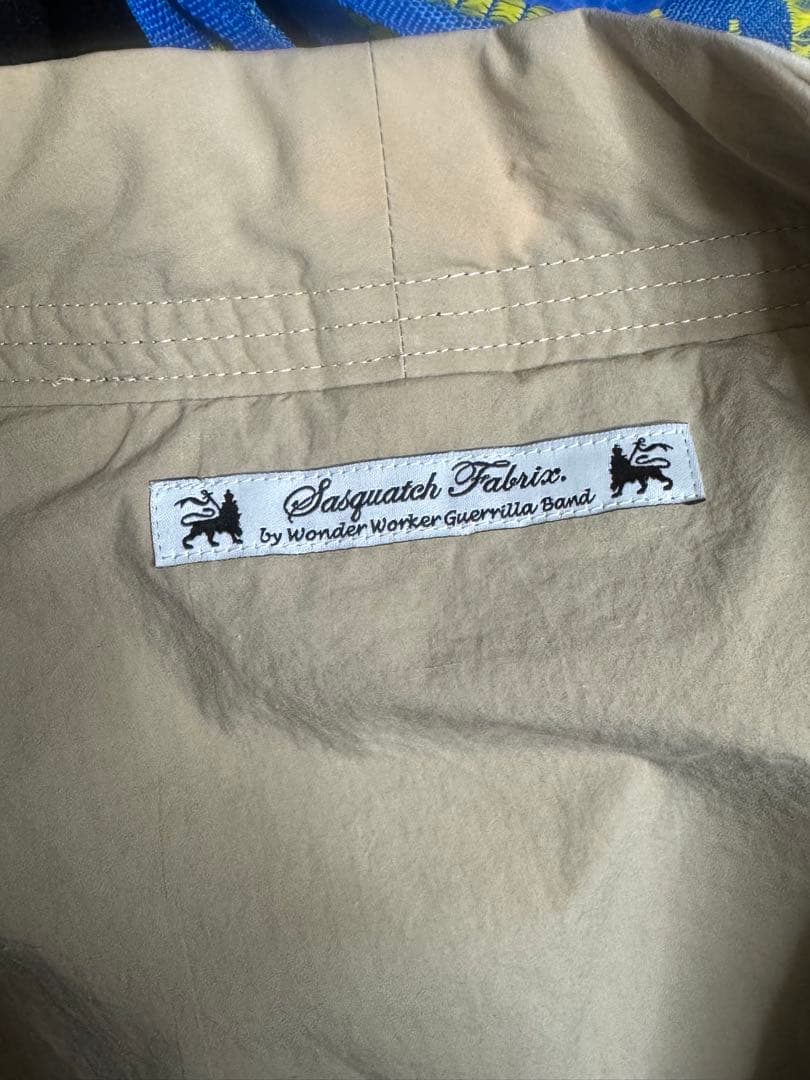 Sasquatch Fabrix.
by Wonder Worker Guerrilla Band